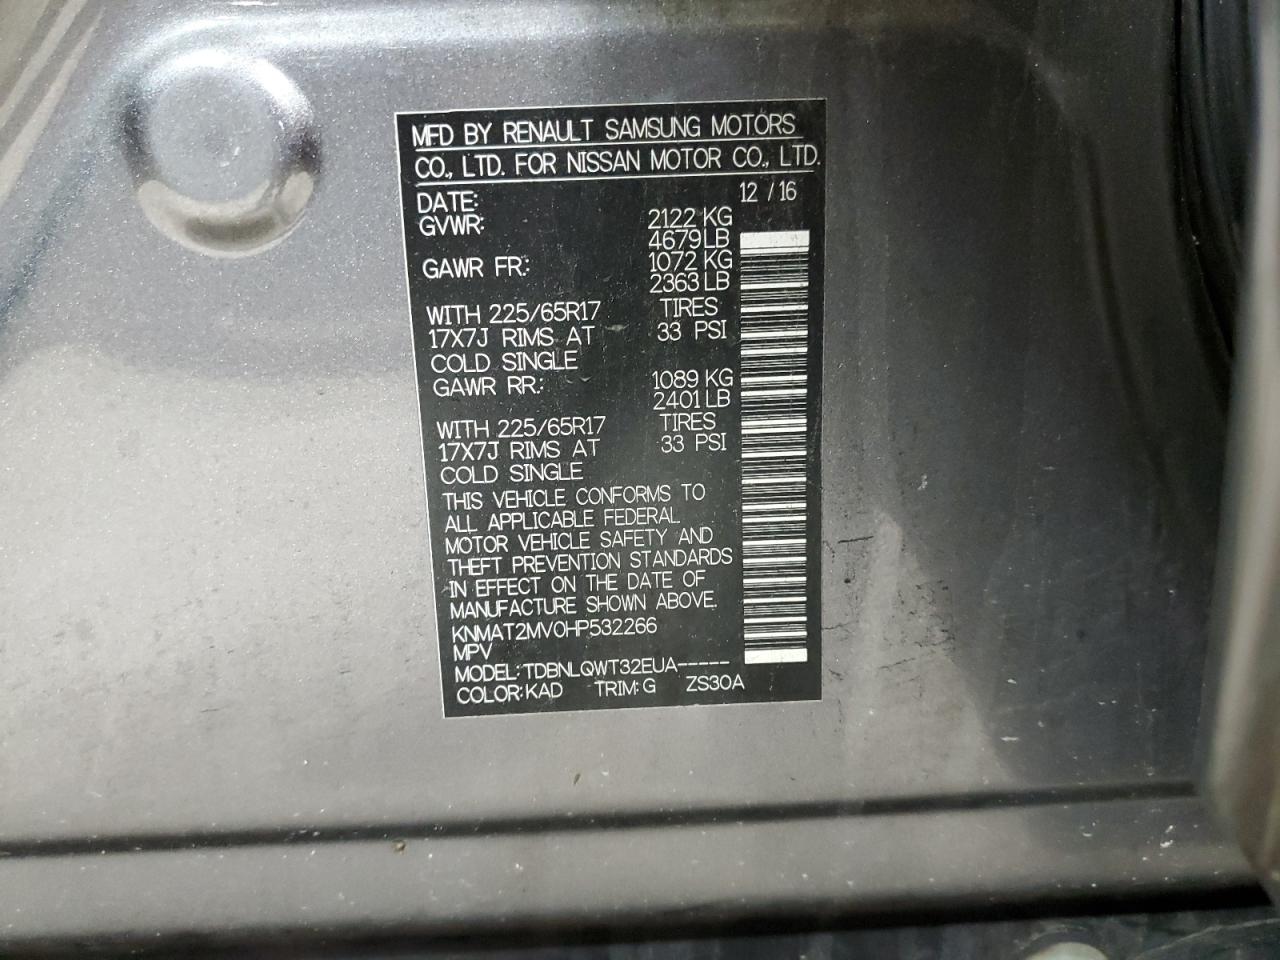 MFD BY RENAULT SAMSUNG MOTORS
CO., LTD. FOR NISSAN MOTOR CO., LTD.
DATE: 12 / 16
GVWR: 2122 KG
4679 LB
GAWR FR: 1072 KG
2363 LB
WITH 225/65R17 TIRES
17X7J RIMS AT 33 PSI
COLD SINGLE
GAWR RR: 1089 KG
2401 LB
WITH 225/65R17 TIRES
17X7J RIMS AT 33 PSI
COLD SINGLE
THIS VEHICLE CONFORMS TO
ALL APPLICABLE FEDERAL
MOTOR VEHICLE SAFETY AND
THEFT PREVENTION STANDARDS
IN EFFECT ON THE DATE OF
MANUFACTURE SHOWN ABOVE.
KNMAT2MV0HP532266
MPV
MODEL: TDBNLQWT32EUA-----
COLOR: KAD TRIM: G ZS30A